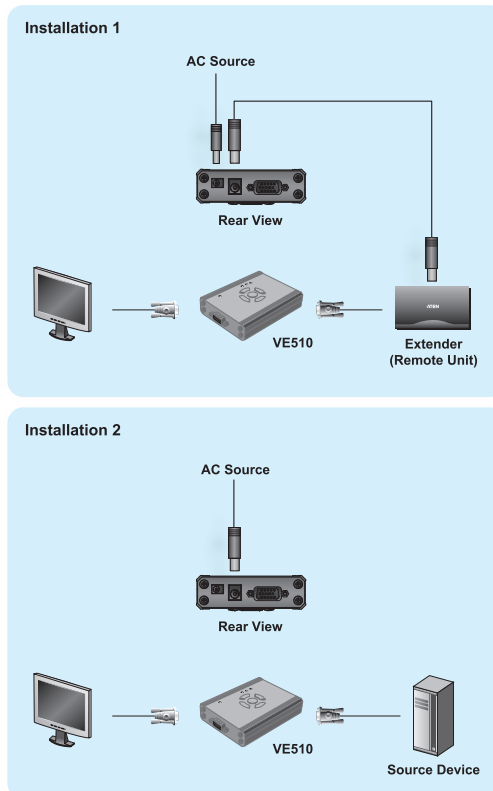 Installation 1
AC Source
Rear View
VE510
ATEN
Extender
(Remote Unit)
Installation 2
AC Source
Rear View
VE510
Source Device